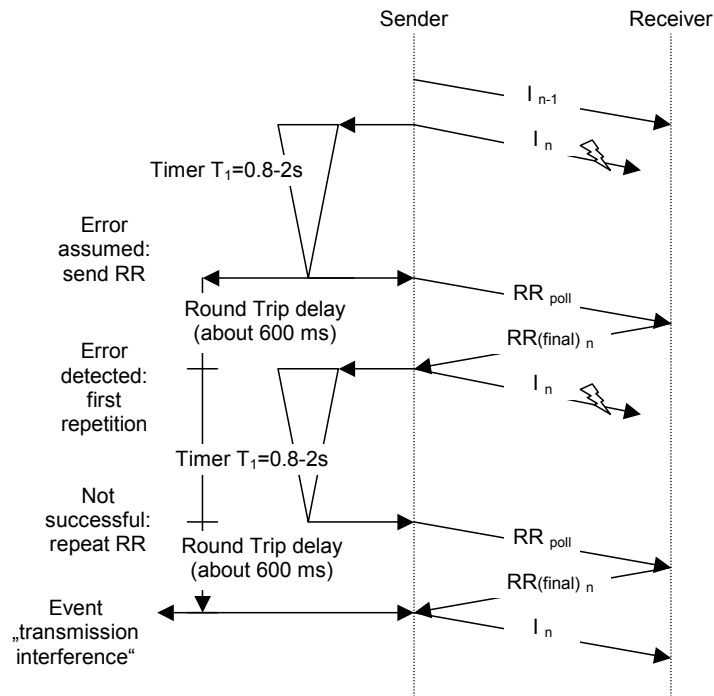 Sender
Receiver
I n-1
I n
Timer T1=0.8-2s
Error
assumed:
send RR
RR poll
Round Trip delay
(about 600 ms)
RR(final) n
Error
detected:
first
repetition
I n
Timer T1=0.8-2s
Not
successful:
repeat RR
RR poll
Round Trip delay
(about 600 ms)
RR(final) n
Event
„transmission
interference“
I n